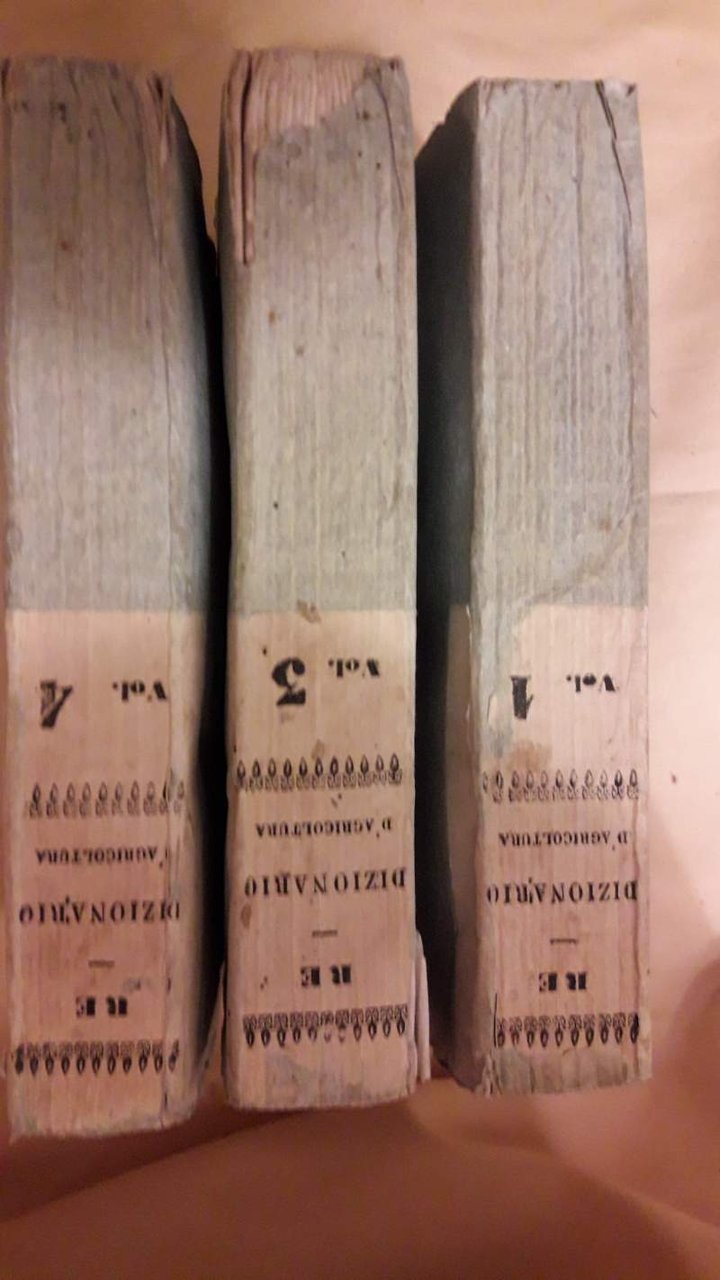 RE
DIZIONARIO
D'AGRICOLTURA
Vol. 1
RE
DIZIONARIO
D'AGRICOLTURA
Vol. 3
RE
DIZIONARIO
D'AGRICOLTURA
Vol. 4